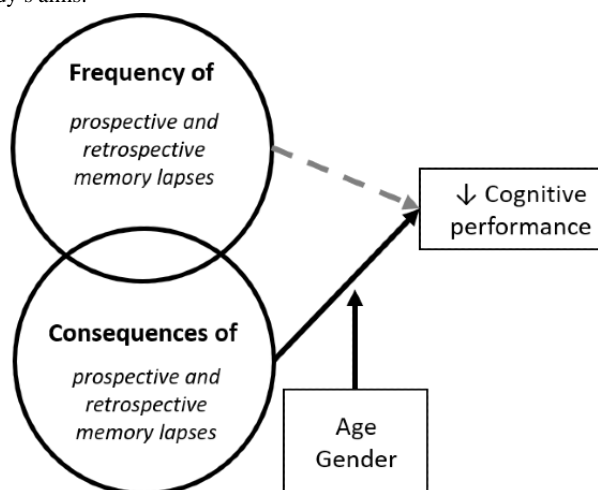 dy's aims.
Frequency of
prospective and
retrospective
memory lapses
↓ Cognitive
performance
Consequences of
prospective and
retrospective
memory lapses
Age
Gender